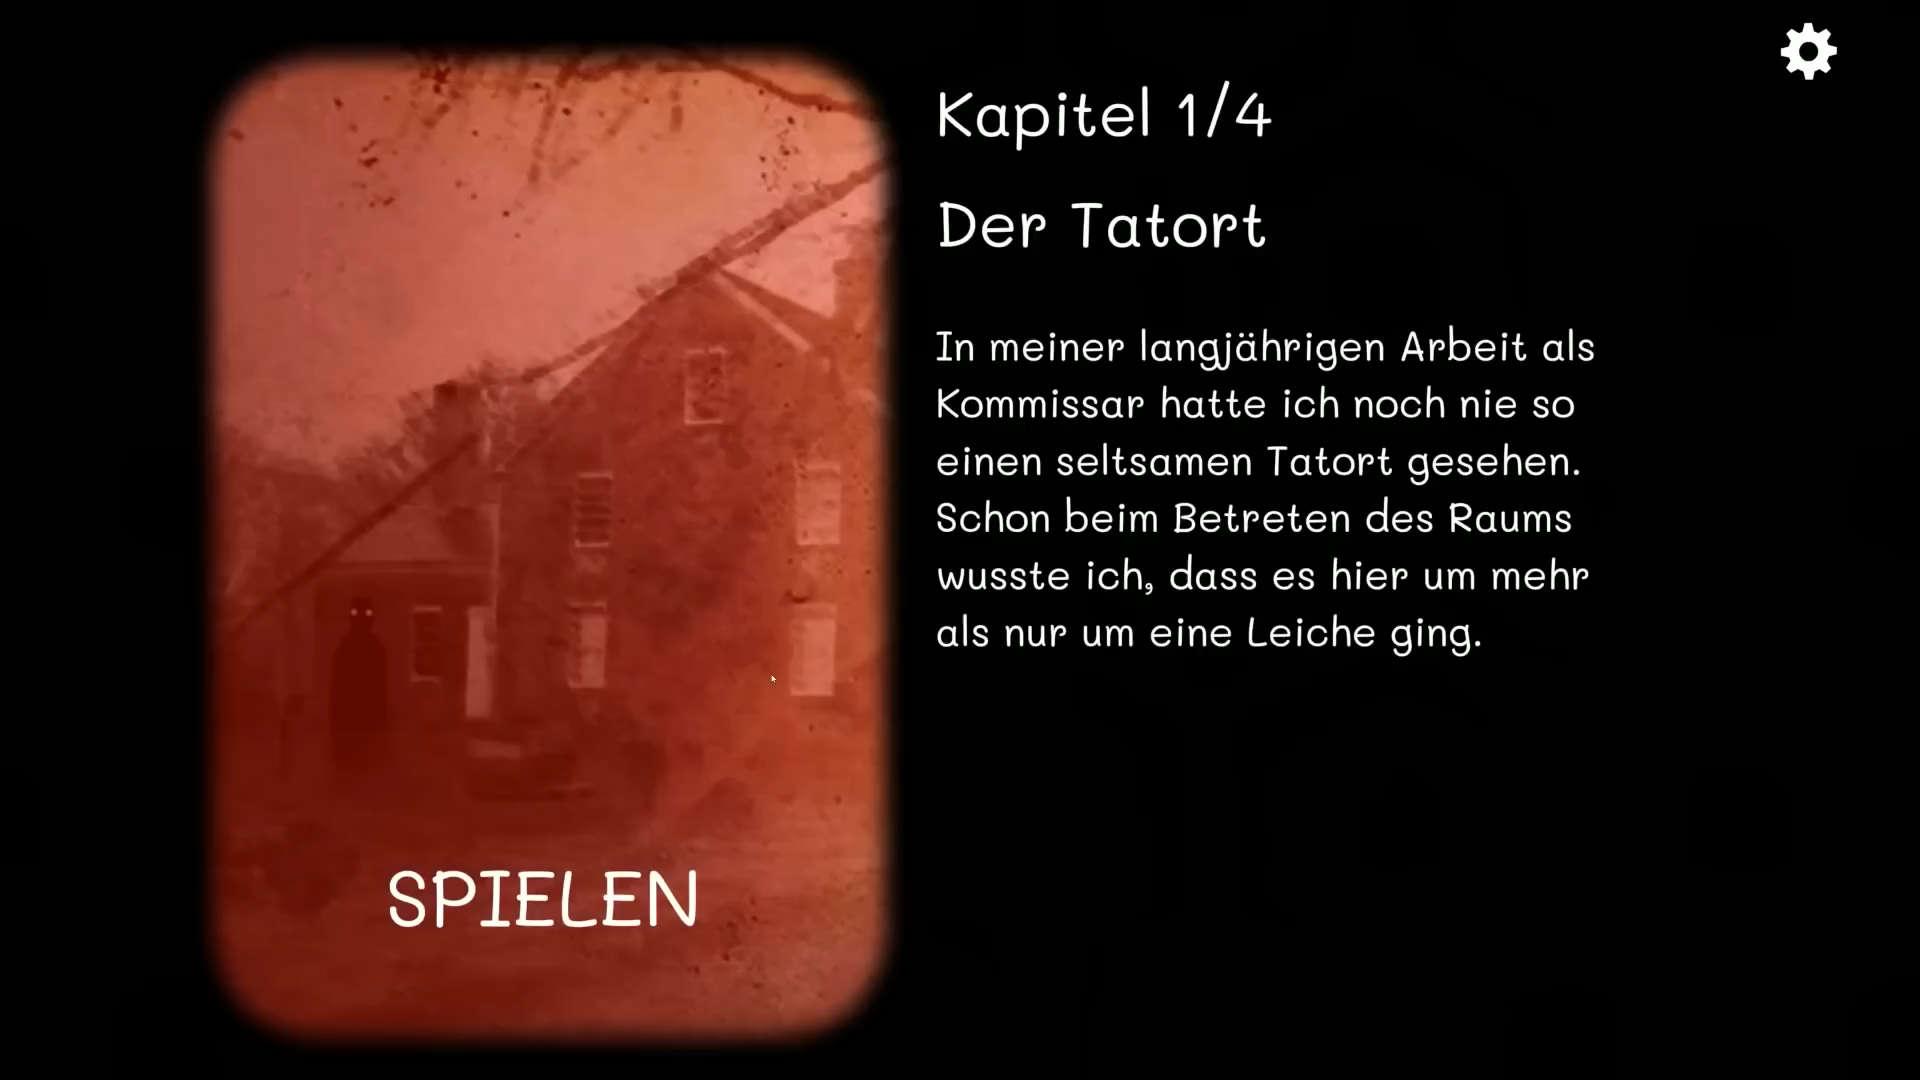 Kapitel 1/4
Der Tatort
In meiner langjährigen Arbeit als
Kommissar hatte ich noch nie so
einen seltsamen Tatort gesehen.
Schon beim Betreten des Raums
wusste ich, dass es hier um mehr
als nur um eine Leiche ging.
SPIELEN